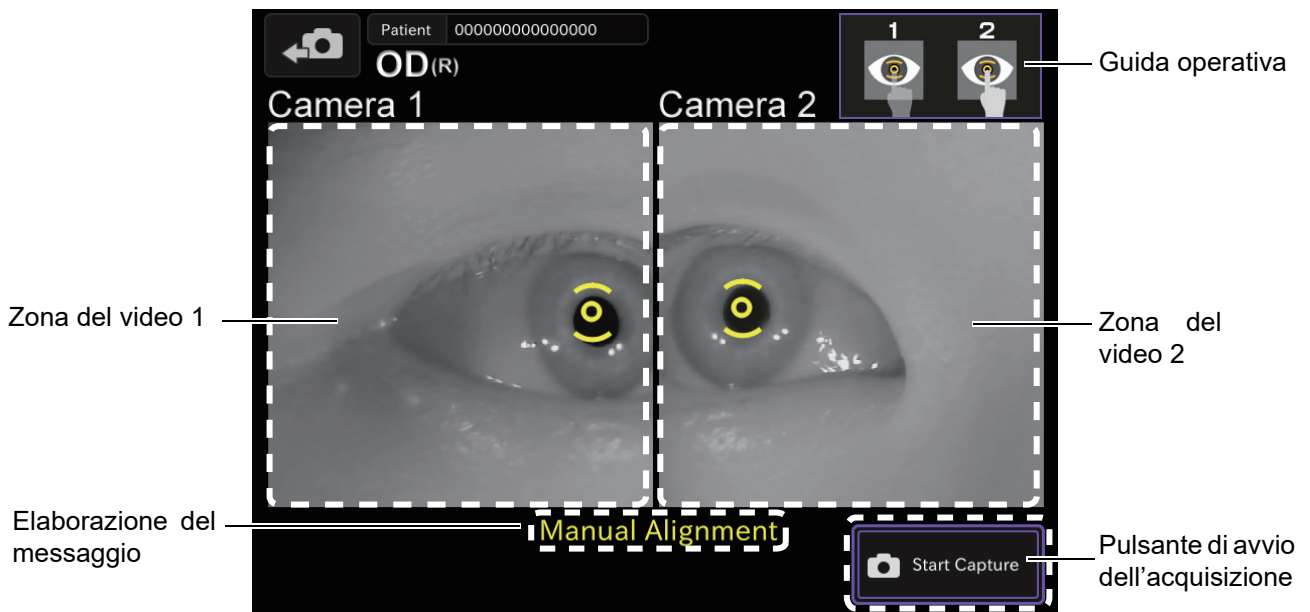 Patient 000000000000000
OD(R)
1 2
Guida operativa
Camera 1
Camera 2
Zona del video 1
Zona del
video 2
Elaborazione del
messaggio
Manual Alignment
Start Capture
Pulsante di avvio
dell'acquisizione